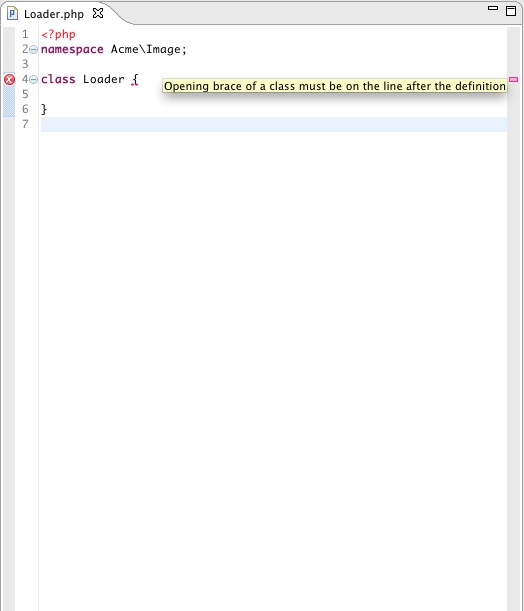 Loader.php
1 <?php
2 namespace Acme\Image;
3
4 class Loader {
Opening brace of a class must be on the line after the definition
5
6 }
7